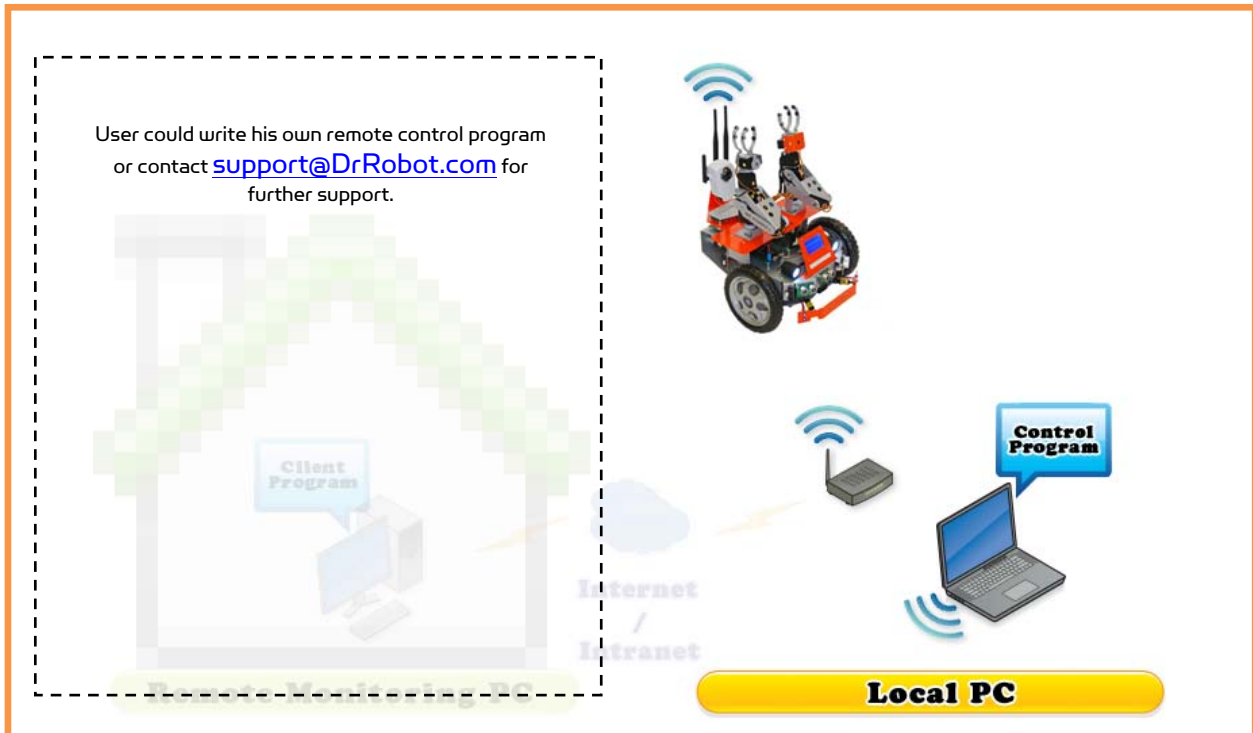 User could write his own remote control program
or contact support@DrRobot.com for
further support.
Client
Program
Control
Program
Internet
/
Intranet
Remote Monitoring PC
Local PC